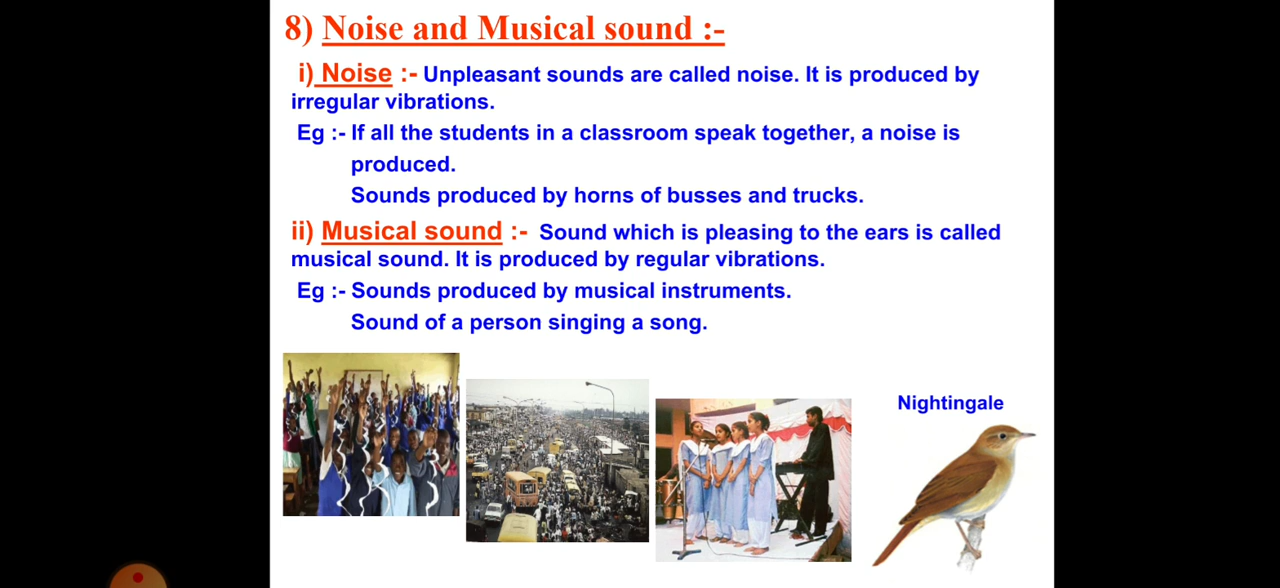 8) Noise and Musical sound :-
i) Noise :- Unpleasant sounds are called noise. It is produced by
irregular vibrations.
Eg :- If all the students in a classroom speak together, a noise is
produced.
Sounds produced by horns of busses and trucks.
ii) Musical sound :- Sound which is pleasing to the ears is called
musical sound. It is produced by regular vibrations.
Eg :- Sounds produced by musical instruments.
Sound of a person singing a song.
Nightingale